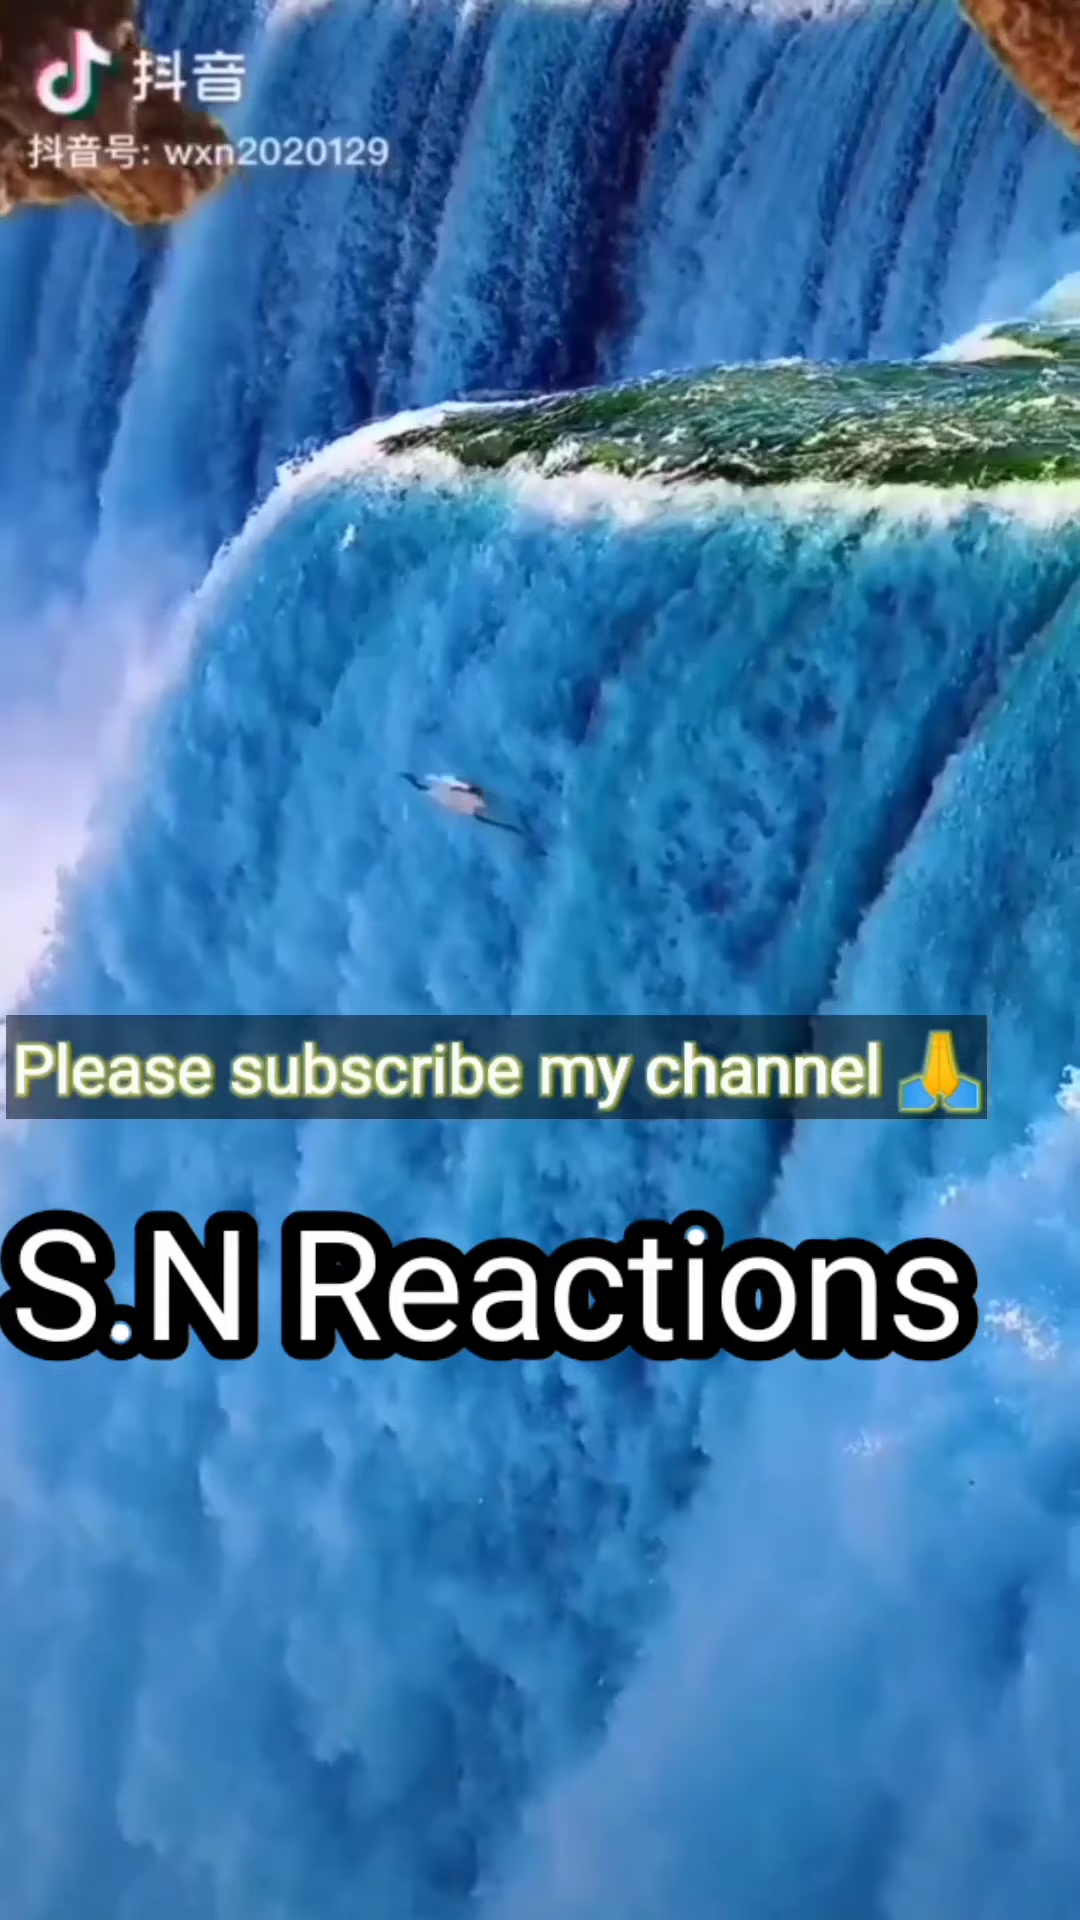 抖音
抖音号: wxn2020129
Please subscribe my channel 🙏
S.N Reactions